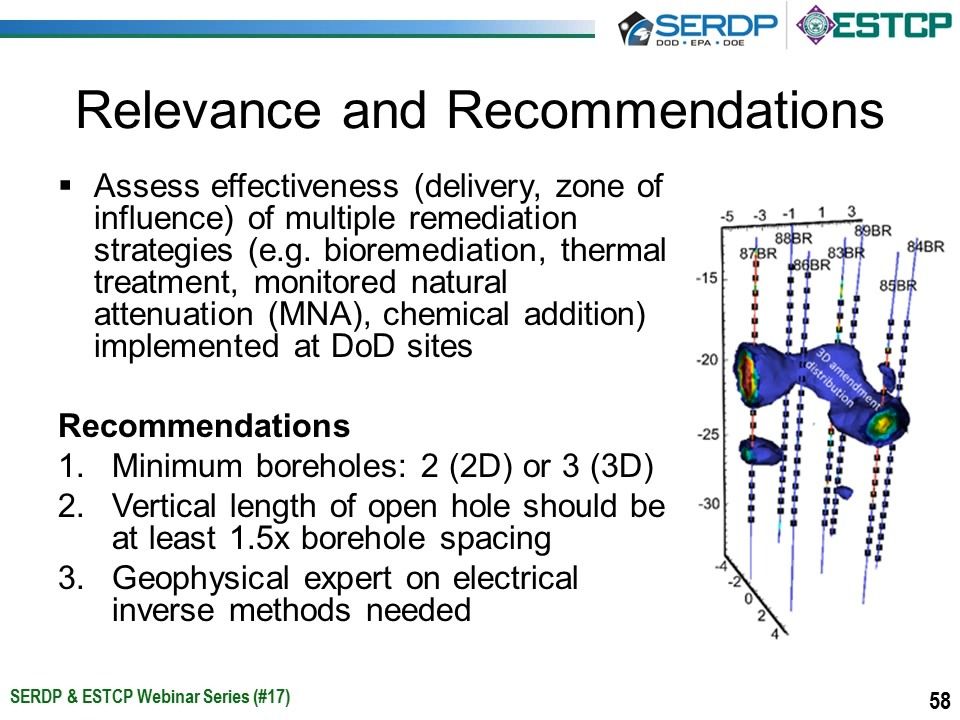 SERDP
DOD • EPA • DOE
ESTCP
Relevance and Recommendations
▪ Assess effectiveness (delivery, zone of
influence) of multiple remediation
strategies (e.g. bioremediation, thermal
treatment, monitored natural
attenuation (MNA), chemical addition)
implemented at DoD sites
Recommendations
1. Minimum boreholes: 2 (2D) or 3 (3D)
2. Vertical length of open hole should be
at least 1.5x borehole spacing
3. Geophysical expert on electrical
inverse methods needed
-5 -3 -1 1 3
89BR
88BR
84BR
87BR
83BR
86BR
85BR
-15
-20
-25
-30
3D amendment
distribution
-4
-2
0
2
4
SERDP & ESTCP Webinar Series (#17)
58